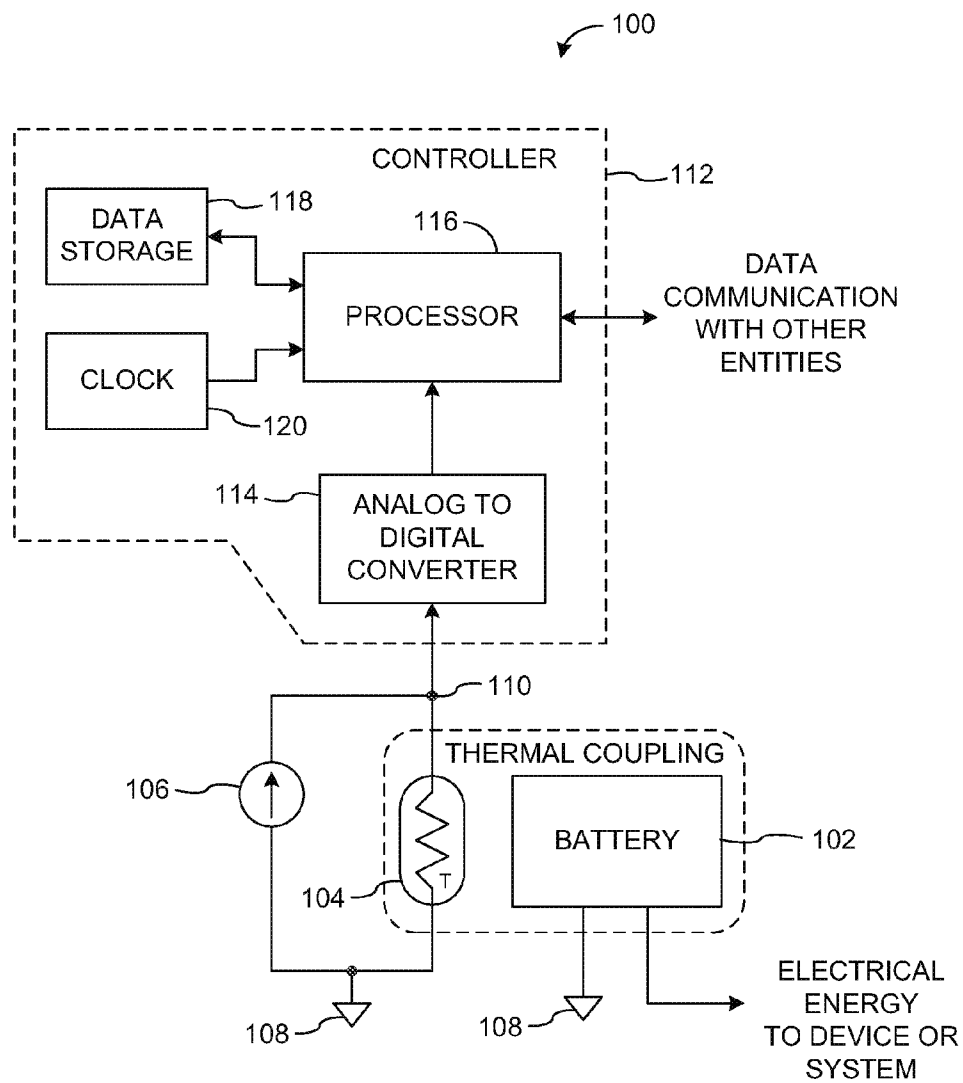 100
CONTROLLER
112
118
DATA
STORAGE
116
PROCESSOR
DATA
COMMUNICATION
WITH OTHER
ENTITIES
CLOCK
120
114
ANALOG TO
DIGITAL
CONVERTER
110
THERMAL COUPLING
106
BATTERY
102
104
T
108
108
ELECTRICAL
ENERGY
TO DEVICE OR
SYSTEM